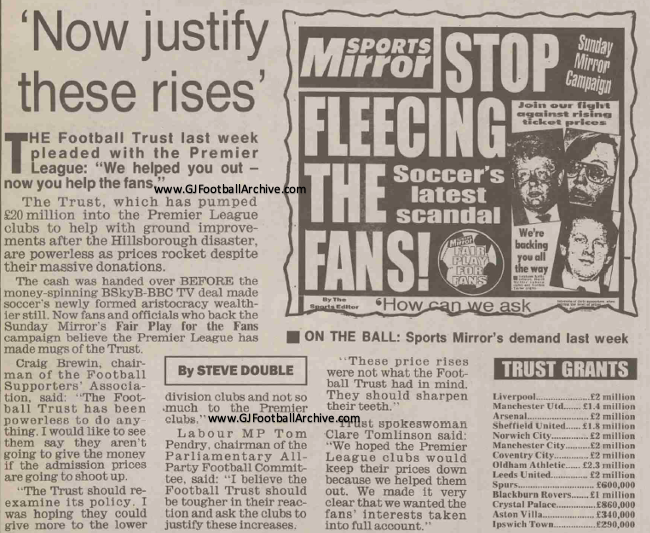 'Now justify
these rises'
THE Football Trust last week
pleaded with the Premier
League: "We helped you out –
now you help the fans."
www.GJFootballArchive.com
The Trust, which has pumped
£20 million into the Premier League
clubs to help with ground improve-
ments after the Hillsborough disaster,
are powerless as prices rocket despite
their massive donations.
The cash was handed over BEFORE the
money-spinning BSkyB-BBC TV deal made
soccer's newly formed aristocracy wealth-
ier still. Now fans and officials who back the
Sunday Mirror's Fair Play for the Fans
campaign believe the Premier League has
made mugs of the Trust.
Craig Brewin, chair-
man of the Football
Supporters' Associa-
tion, said: "The Foot-
ball Trust has been
powerless to do any-
thing. I would like to see
them say they aren't
going to give the money
if the admission prices
are going to shoot up.
"The Trust should re-
examine its policy. I
was hoping they could
give more to the lower
By STEVE DOUBLE
division clubs and not so
much to the Premier
clubs."
www.GJFootballArchive.com
Labour MP Tom
Pendry, chairman of the
Parliamentary All-
Party Football Commit-
tee, said: "I believe the
Football Trust should
be tougher in their reac-
tion and ask the clubs to
justify these increases.
"These price rises
were not what the Foot-
ball Trust had in mind.
They should sharpen
their teeth."
Trust spokeswoman
Clare Tomlinson said:
"We hoped the Premier
League clubs would
keep their prices down
because we helped them
out. We made it very
clear that we wanted the
fans' interests taken
into full account."
SPORTS
Mirror
STOP
FLEECING
THE
FANS!
Sunday
Mirror
Campaign
Join our fight
against rising
ticket prices
Soccer's
latest
scandal
We're
backing
you all
the way
Mirror
FAIR
PLAY
FOR
FANS
By The
Sports Editor
'How can we ask
ON THE BALL: Sports Mirror's demand last week
TRUST GRANTS
Liverpool......................£2 million
Manchester Utd...... £1.4 million
Arsenal.........................£2 million
Sheffield United.....£1.8 million
Norwich City...............£2 million
Manchester City.........£2 million
Coventry City..............£2 million
Oldham Athletic.....£2.3 million
Leeds United...............£2 million
Spurs............................£600,000
Blackburn Rovers......£1 million
Crystal Palace..............£860,000
Aston Villa...................£340,000
Ipswich Town..............£290,000